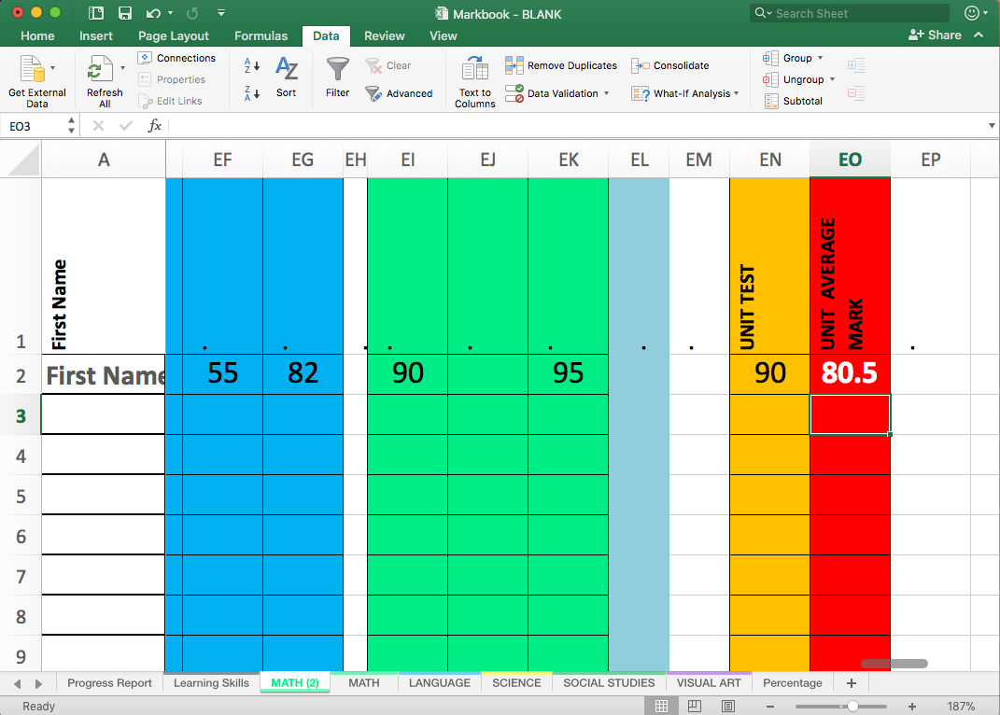 Markbook - BLANK
Search Sheet
Home Insert Page Layout Formulas Data Review View Share
Get External Data
Refresh All
Connections
Properties
Edit Links
A Z
Z A
AZ
Sort
Filter
Clear
Advanced
Text to Columns
Remove Duplicates
Data Validation
Consolidate
What-If Analysis
Group
Ungroup
Subtotal
EO3 fx
A EF EG EH EI EJ EK EL EM EN EO EP
1 First Name . . . . . . . . UNIT TEST UNIT AVERAGE MARK .
2 First Name 55 82 90 95 90 80.5
3
4
5
6
7
8
9
Progress Report Learning Skills MATH (2) MATH LANGUAGE SCIENCE SOCIAL STUDIES VISUAL ART Percentage +
Ready − + 187%